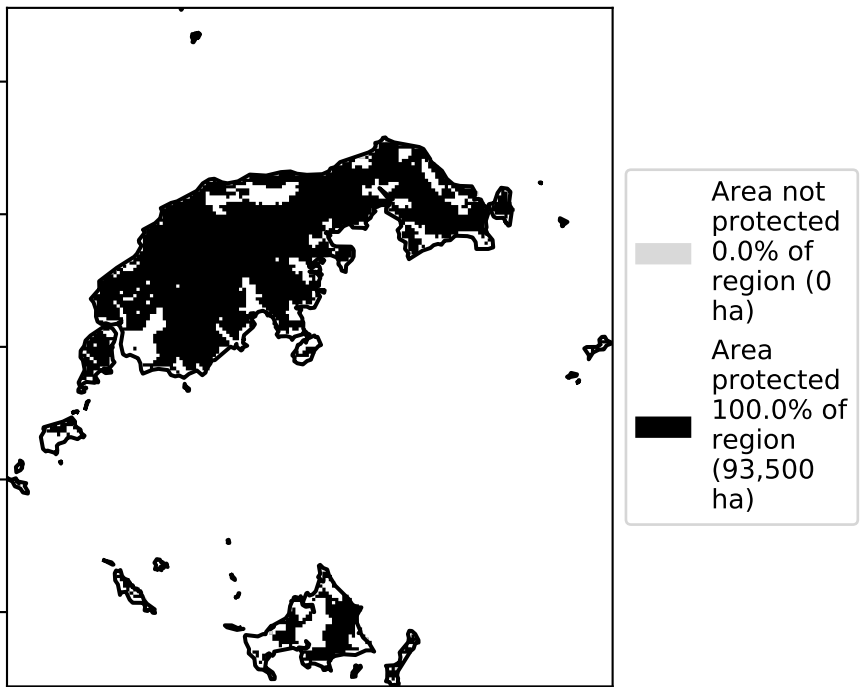 Area not
protected
0.0% of
region (0
ha)
Area
protected
100.0% of
region
(93,500
ha)